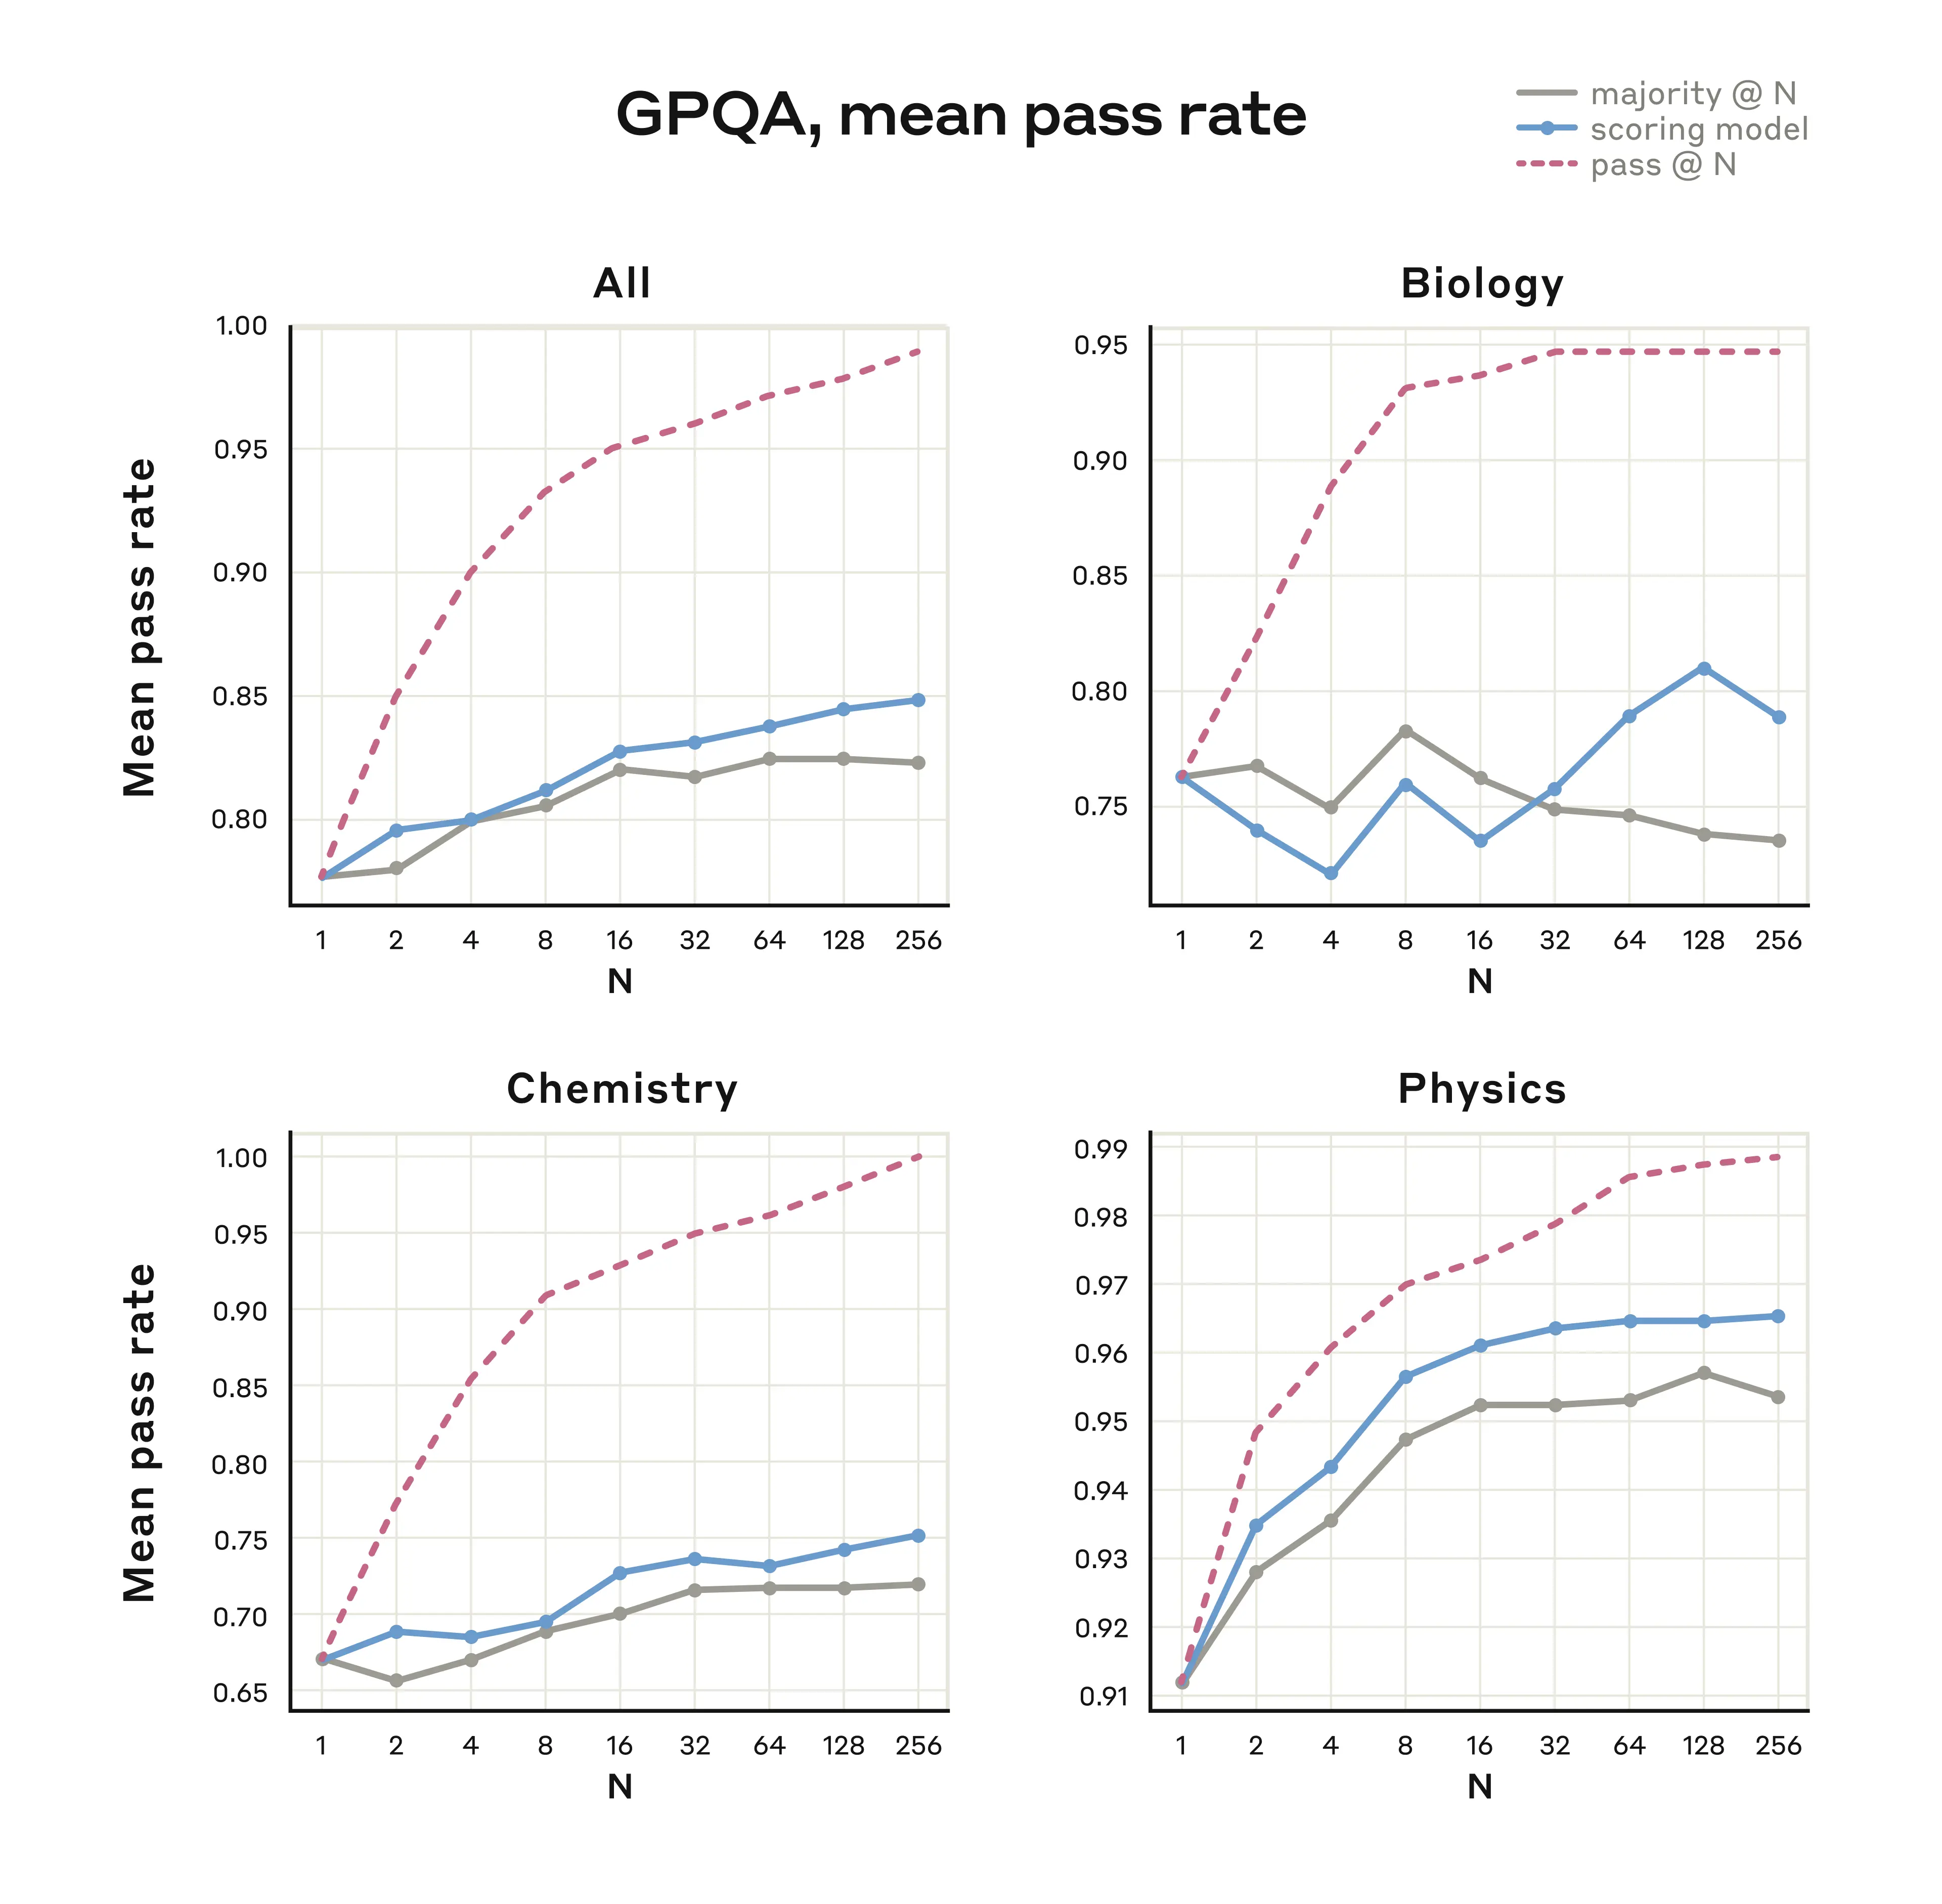 GPQA, mean pass rate
majority @ N
scoring model
pass @ N
All
Mean pass rate
1.00
0.95
0.90
0.85
0.80
1 2 4 8 16 32 64 128 256
N
Biology
0.95
0.90
0.85
0.80
0.75
1 2 4 8 16 32 64 128 256
N
Chemistry
Mean pass rate
1.00
0.95
0.90
0.85
0.80
0.75
0.70
0.65
1 2 4 8 16 32 64 128 256
N
Physics
0.99
0.98
0.97
0.96
0.95
0.94
0.93
0.92
0.91
1 2 4 8 16 32 64 128 256
N